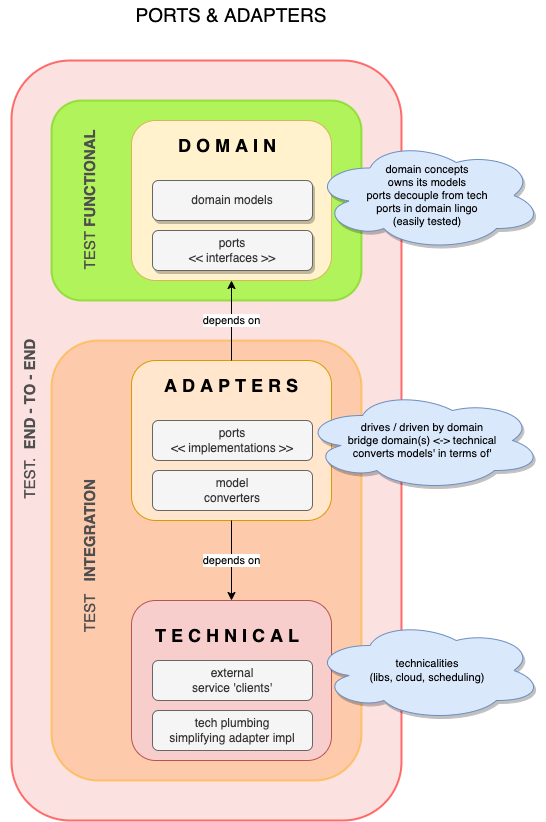 PORTS & ADAPTERS
TEST FUNCTIONAL
DOMAIN
domain models
ports
<< interfaces >>
domain concepts
owns its models
ports decouple from tech
ports in domain lingo
(easily tested)
depends on
TEST. END - TO - END
ADAPTERS
ports
<< implementations >>
model
converters
drives / driven by domain
bridge domain(s) <-> technical
converts models' in terms of'
TEST INTEGRATION
depends on
TECHNICAL
external
service 'clients'
tech plumbing
simplifying adapter impl
technicalities
(libs, cloud, scheduling)